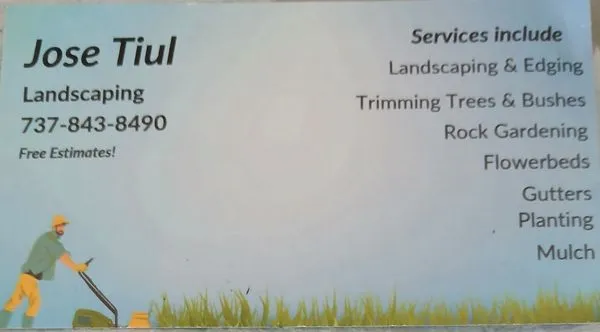 Jose Tiul
Landscaping
737-843-8490
Free Estimates!
Services include
Landscaping & Edging
Trimming Trees & Bushes
Rock Gardening
Flowerbeds
Gutters
Planting
Mulch